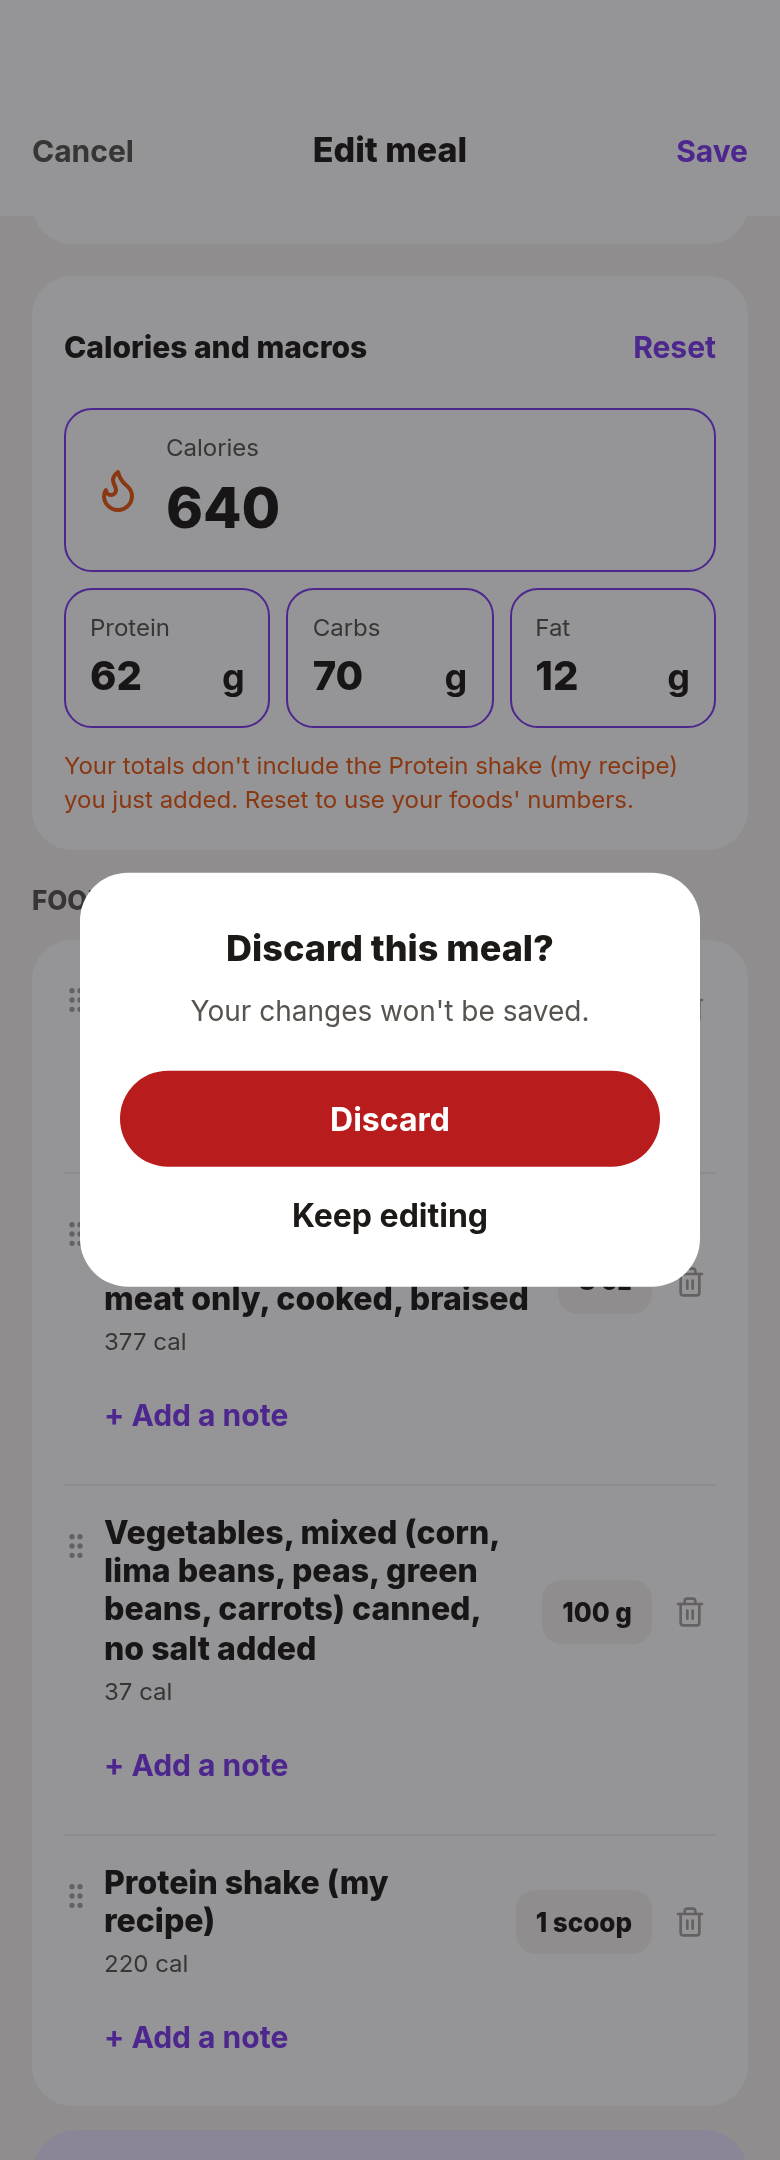 Cancel
Edit meal
Save
Calories and macros
Reset
Calories
640
Protein
62 g
Carbs
70 g
Fat
12 g
Your totals don't include the Protein shake (my recipe)
you just added. Reset to use your foods' numbers.
Discard this meal?
Your changes won't be saved.
Discard
Keep editing
meat only, cooked, braised
377 cal
+ Add a note
Vegetables, mixed (corn,
lima beans, peas, green
beans, carrots) canned,
no salt added
100 g
37 cal
+ Add a note
Protein shake (my
recipe)
1 scoop
220 cal
+ Add a note